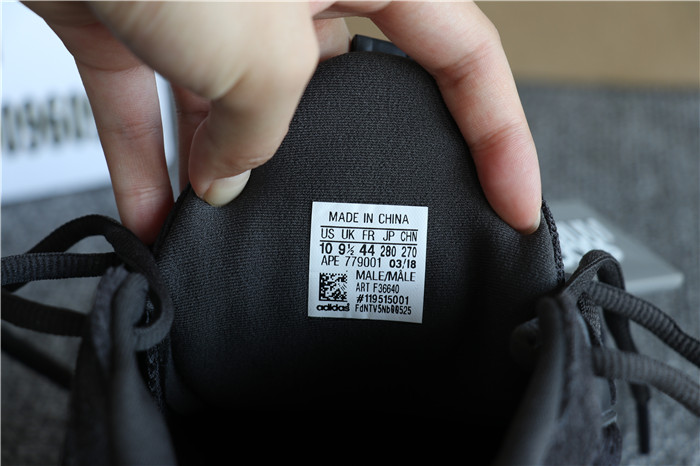 MADE IN CHINA
US UK FR JP CHN
10 9½ 44 280 270
APE 779001 03/18
MALE/MÂLE
ART F36640
#119515001
adidas FdNTV5Nb00525